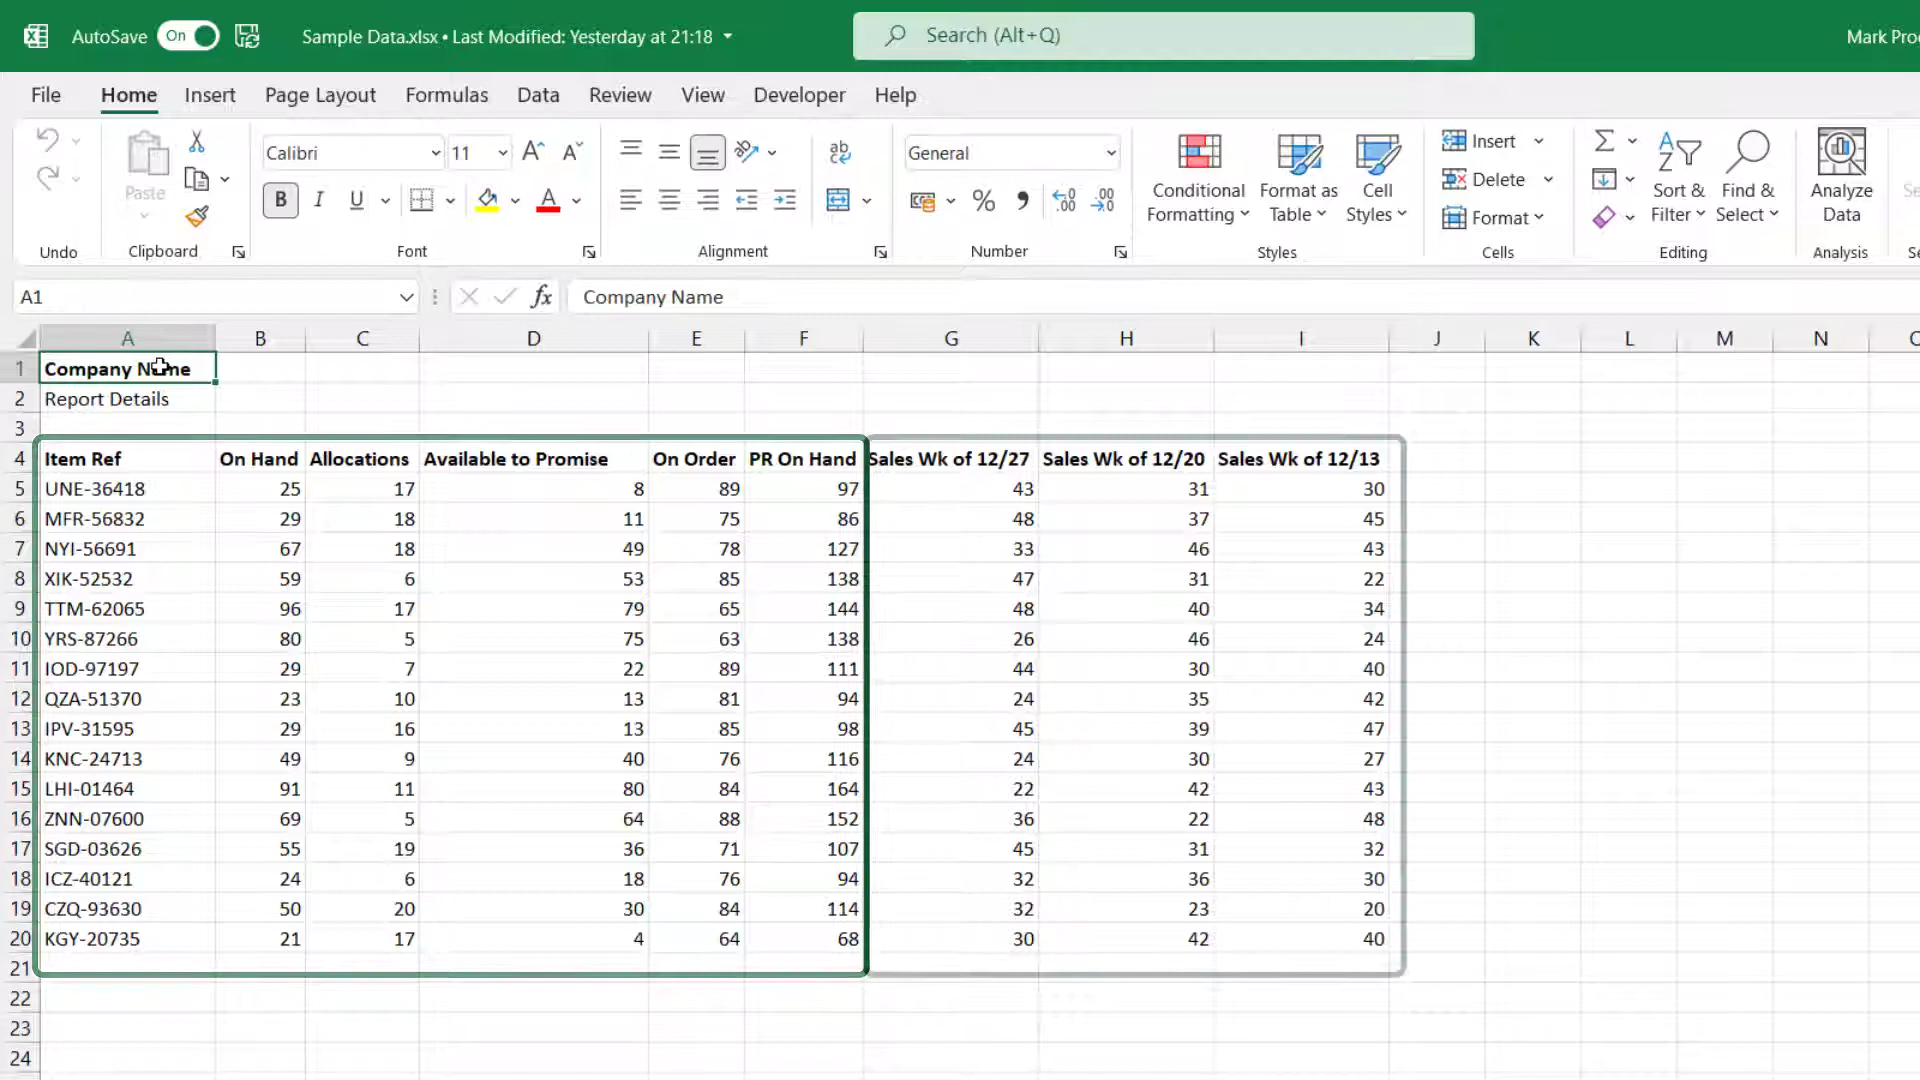 AutoSave On Sample Data.xlsx • Last Modified: Yesterday at 21:18 Search (Alt+Q) Mark
File Home Insert Page Layout Formulas Data Review View Developer Help
Paste Calibri 11 A^ A˅ B I U A ab c General % , .00 Conditional Formatting Format as Table Cell Styles Insert Delete Format Sort & Filter Find & Select Analyze Data
Undo Clipboard Font Alignment Number Styles Cells Editing Analysis
A1 fx Company Name
A B C D E F G H I J K L M N
1 Company Name
2 Report Details
3
4 Item Ref On Hand Allocations Available to Promise On Order PR On Hand Sales Wk of 12/27 Sales Wk of 12/20 Sales Wk of 12/13
5 UNE-36418 25 17 8 89 97 43 31 30
6 MFR-56832 29 18 11 75 86 48 37 45
7 NYI-56691 67 18 49 78 127 33 46 43
8 XIK-52532 59 6 53 85 138 47 31 22
9 TTM-62065 96 17 79 65 144 48 40 34
10 YRS-87266 80 5 75 63 138 26 46 24
11 IOD-97197 29 7 22 89 111 44 30 40
12 QZA-51370 23 10 13 81 94 24 35 42
13 IPV-31595 29 16 13 85 98 45 39 47
14 KNC-24713 49 9 40 76 116 24 30 27
15 LHI-01464 91 11 80 84 164 22 42 43
16 ZNN-07600 69 5 64 88 152 36 22 48
17 SGD-03626 55 19 36 71 107 45 31 32
18 ICZ-40121 24 6 18 76 94 32 36 30
19 CZQ-93630 50 20 30 84 114 32 23 20
20 KGY-20735 21 17 4 64 68 30 42 40
21
22
23
24